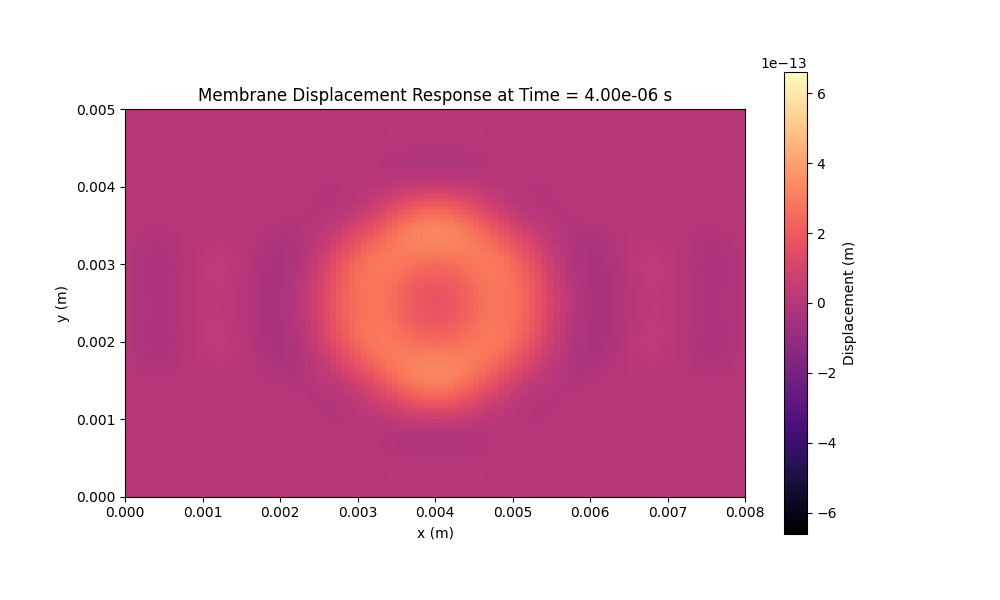 1e−13
Membrane Displacement Response at Time = 4.00e-06 s
0.005
0.004
0.003
0.002
0.001
0.000
y (m)
0.000 0.001 0.002 0.003 0.004 0.005 0.006 0.007 0.008
x (m)
6
4
2
0
−2
−4
−6
Displacement (m)